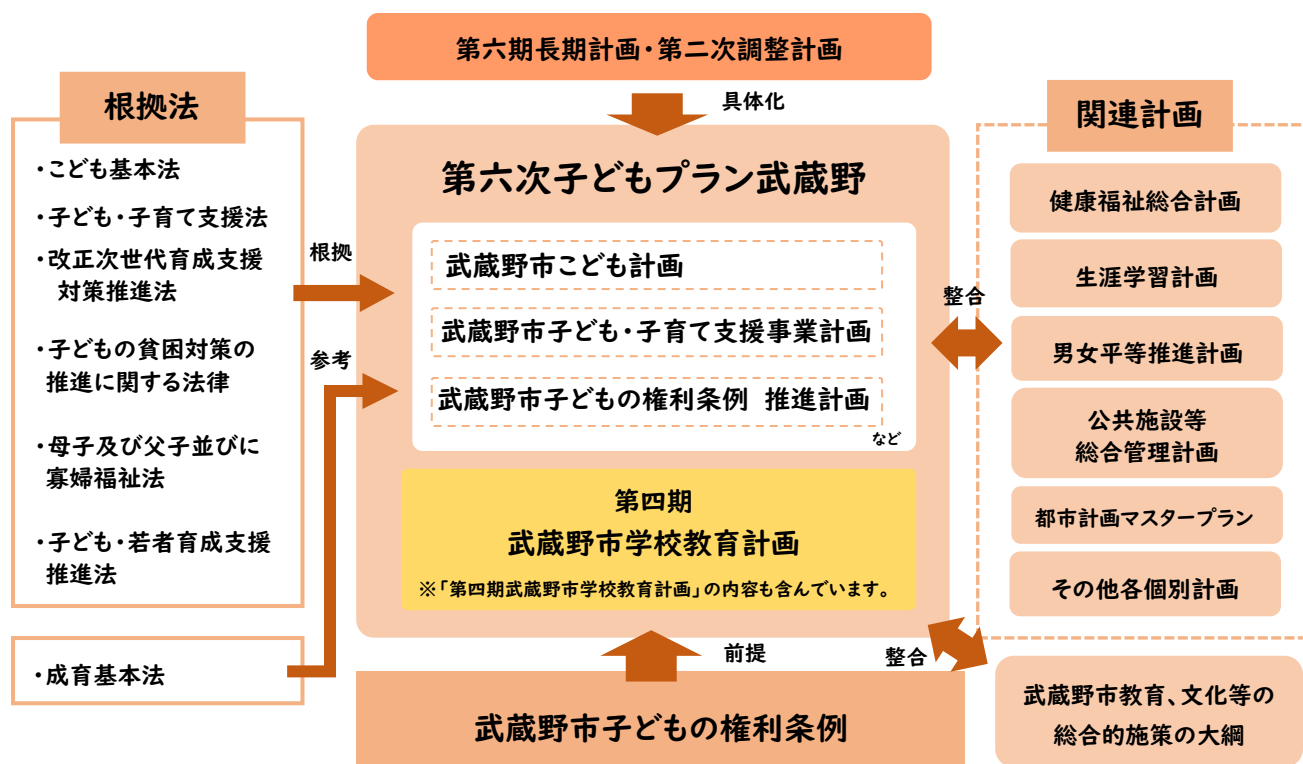 第六期長期計画・第二次調整計画
具体化
根拠法
・こども基本法
・子ども・子育て支援法
・改正次世代育成支援
対策推進法
・子どもの貧困対策の
推進に関する法律
・母子及び父子並びに
寡婦福祉法
・子ども・若者育成支援
推進法
・成育基本法
根拠
参考
第六次子どもプラン武蔵野
武蔵野市こども計画
武蔵野市子ども・子育て支援事業計画
武蔵野市子どもの権利条例 推進計画
など
第四期
武蔵野市学校教育計画
※「第四期武蔵野市学校教育計画」の内容も含んでいます。
前提
武蔵野市子どもの権利条例
整合
整合
関連計画
健康福祉総合計画
生涯学習計画
男女平等推進計画
公共施設等
総合管理計画
都市計画マスタープラン
その他各個別計画
武蔵野市教育、文化等の
総合的施策の大綱